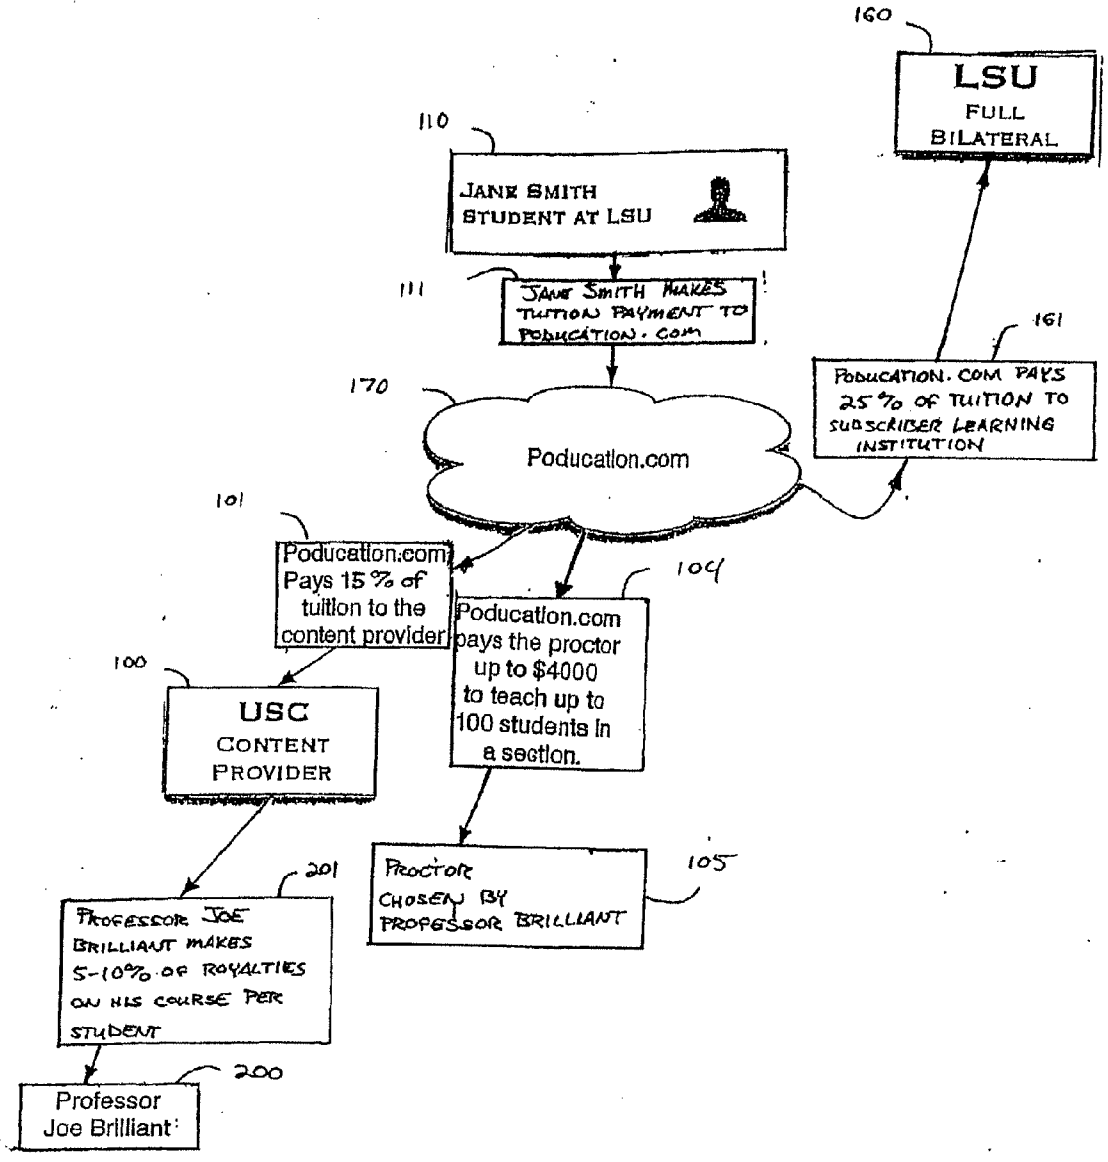 160
LSU
FULL
BILATERAL
110
JANE SMITH
STUDENT AT LSU
111
JANE SMITH MAKES
TUITION PAYMENT TO
PODUCATION.COM
161
PODUCATION.COM PAYS
25% OF TUITION TO
SUBSCRIBER LEARNING
INSTITUTION
170
Poducation.com
101
Poducation.com
Pays 15% of
tuition to the
content provider
104
Poducation.com
pays the proctor
up to $4000
to teach up to
100 students in
a section.
100
USC
CONTENT
PROVIDER
105
PROCTOR
CHOSEN BY
PROFESSOR BRILLIANT
201
PROFESSOR JOE
BRILLIANT MAKES
5-10% OF ROYALTIES
ON HIS COURSE PER
STUDENT
200
Professor
Joe Brilliant